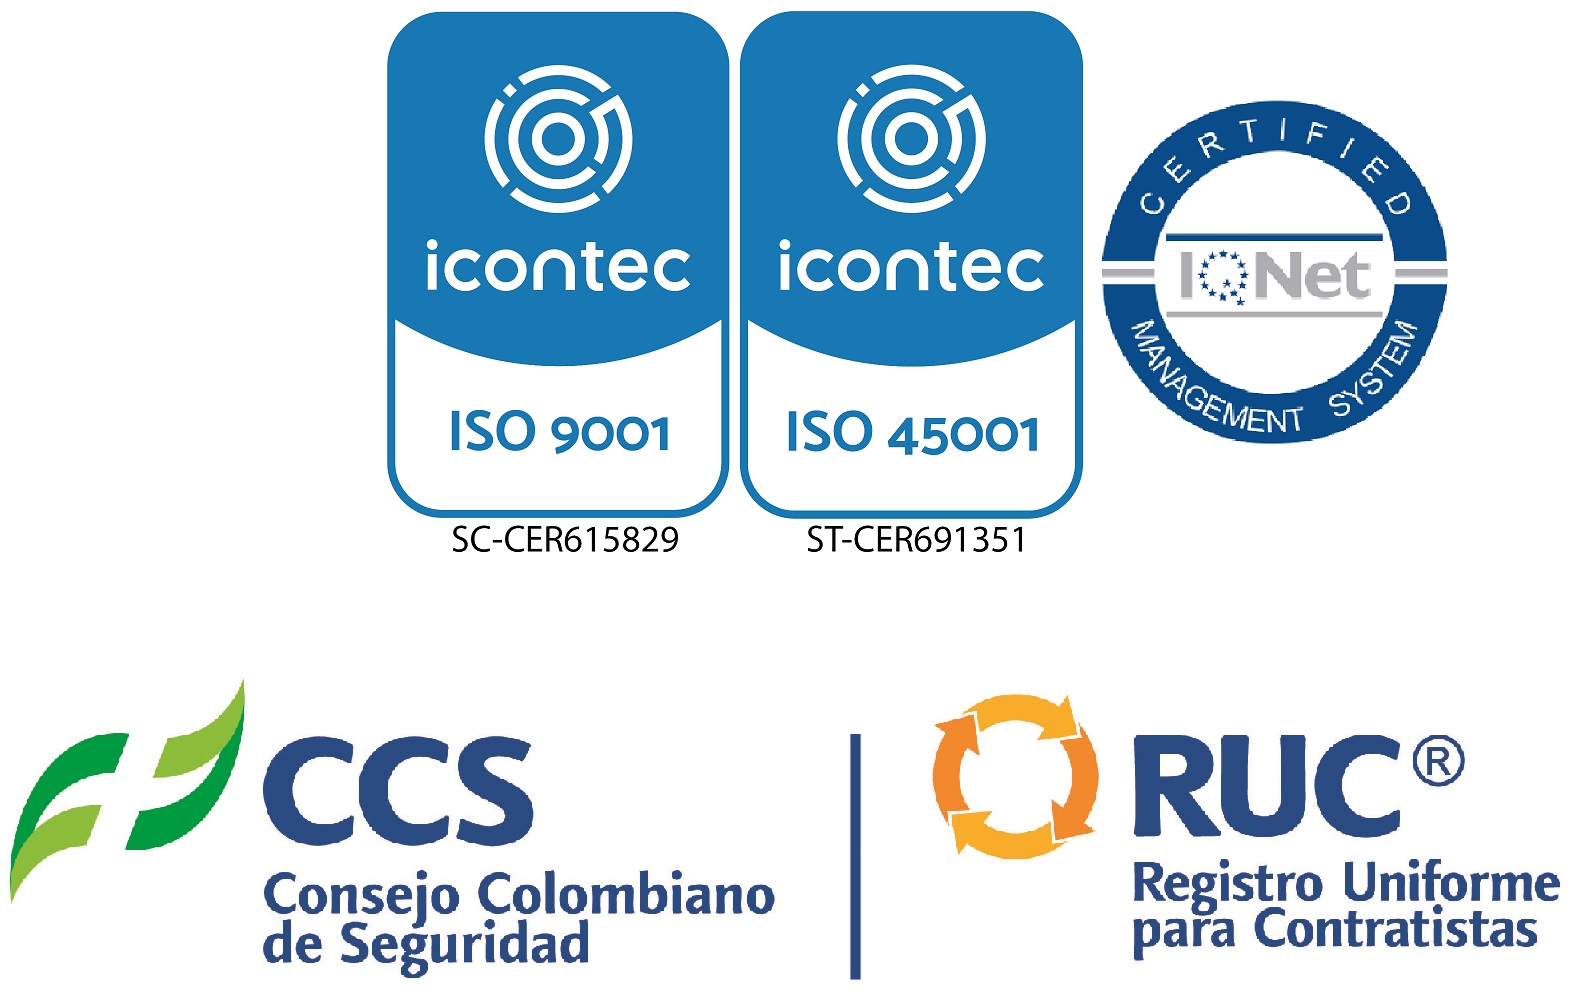 icontec
ISO 9001
SC-CER615829
icontec
ISO 45001
ST-CER691351
CERTIFIED
IQNet
MANAGEMENT SYSTEM
CCS
Consejo Colombiano
de Seguridad
RUC®
Registro Uniforme
para Contratistas